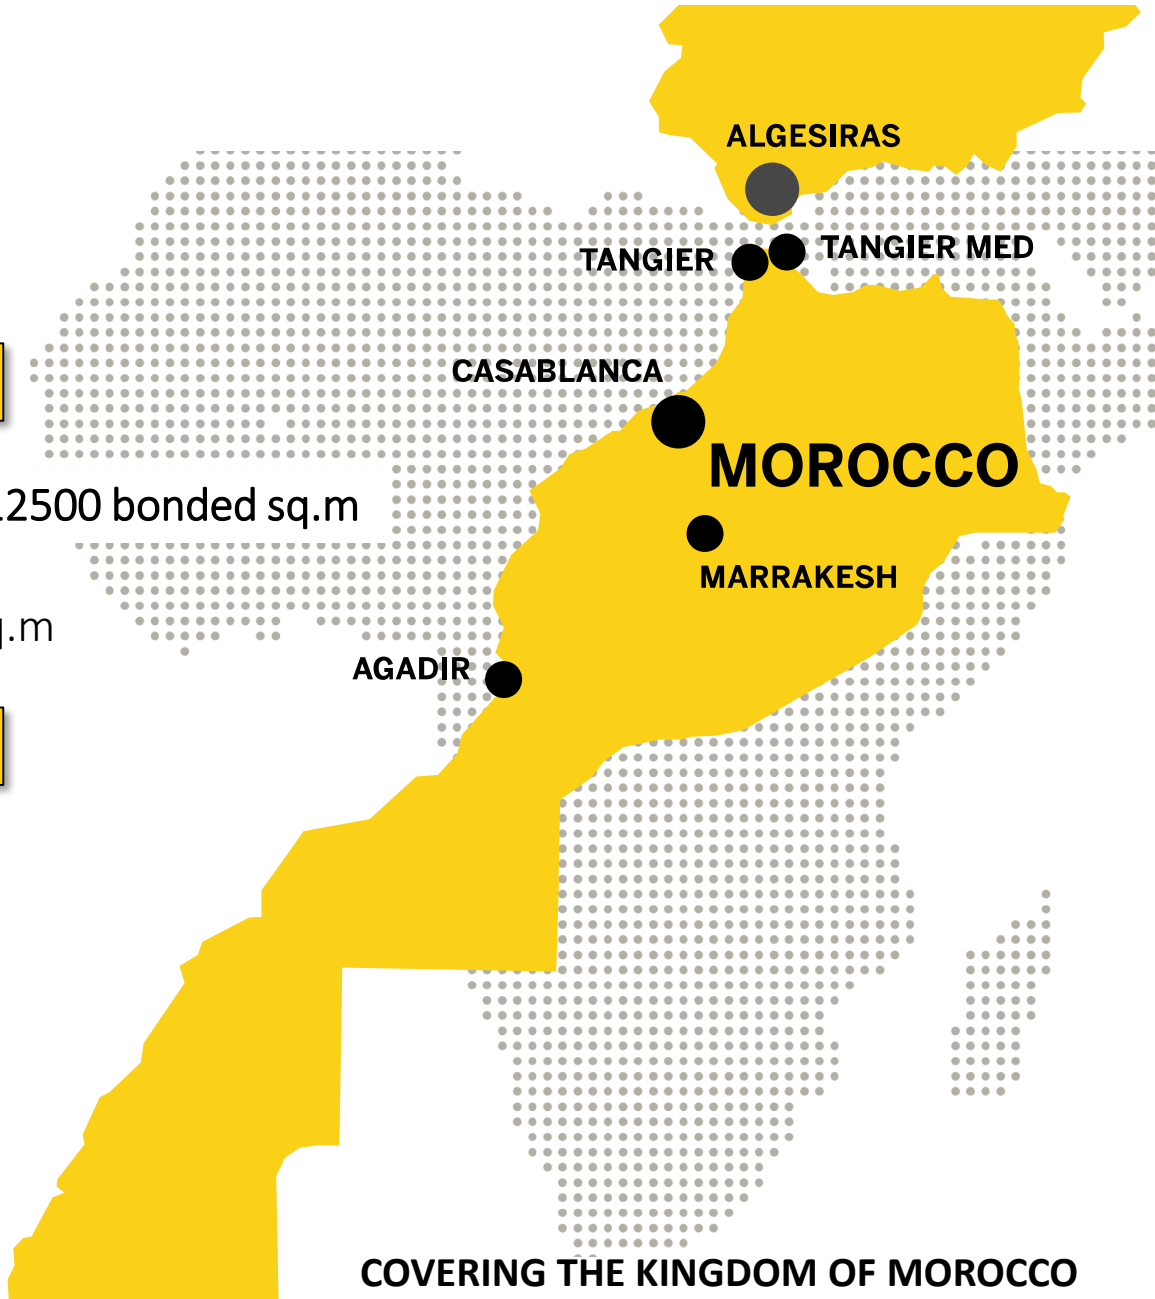 ALGESIRAS
TANGIER
TANGIER MED
CASABLANCA
MOROCCO
2500 bonded sq.m
MARRAKESH
.m
AGADIR
COVERING THE KINGDOM OF MOROCCO